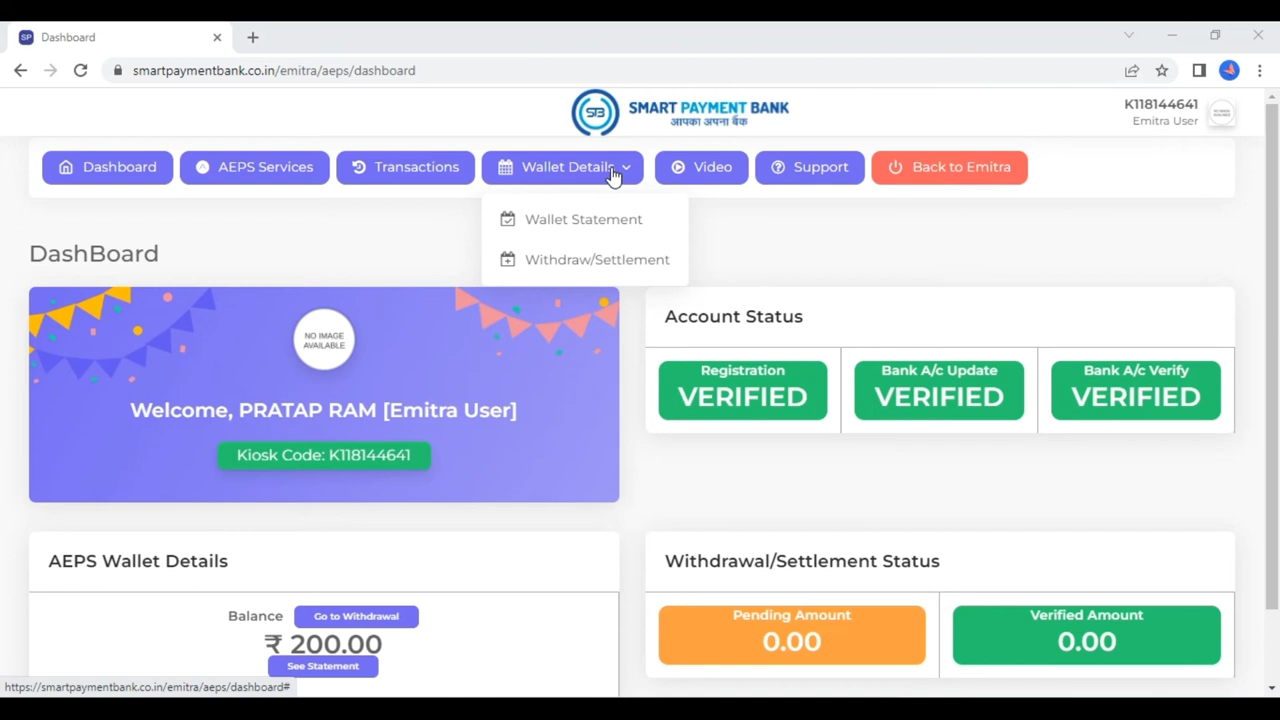 Dashboard
smartpaymentbank.co.in/emitra/aeps/dashboard
SMART PAYMENT BANK
आपका अपना बैंक
K118144641
Emitra User
Dashboard
AEPS Services
Transactions
Wallet Details
Video
Support
Back to Emitra
Wallet Statement
Withdraw/Settlement
DashBoard
NO IMAGE
AVAILABLE
Welcome, PRATAP RAM [Emitra User]
Kiosk Code: K118144641
Account Status
Registration
VERIFIED
Bank A/c Update
VERIFIED
Bank A/c Verify
VERIFIED
AEPS Wallet Details
Balance Go to Withdrawal
₹ 200.00
See Statement
Withdrawal/Settlement Status
Pending Amount
0.00
Verified Amount
0.00
https://smartpaymentbank.co.in/emitra/aeps/dashboard#